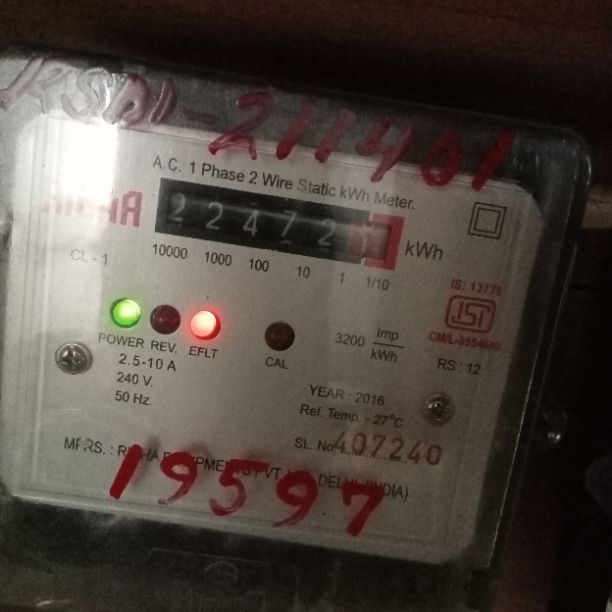 RSDI-211401
A.C. 1 Phase 2 Wire Static kWh Meter.
2 2 4 7 2 kWh
10000 1000 100 10 1 1/10
CL - 1
IS: 13779
ISI
3200 Imp/kWh
POWER REV. EFLT CAL
RS : 12
2.5-10 A
240 V.
50 Hz.
YEAR : 2016
Ref. Temp. - 27°C
SL. No. 407240
MFRS. :
19597